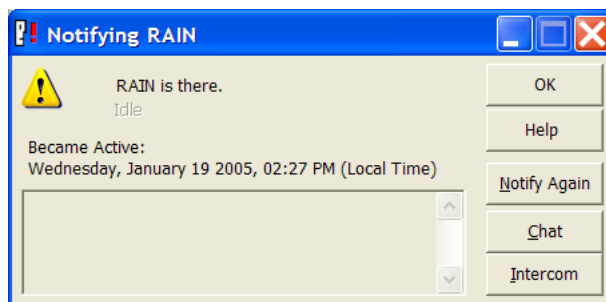 Notifying RAIN
RAIN is there.
Idle
Became Active:
Wednesday, January 19 2005, 02:27 PM (Local Time)
OK
Help
Notify Again
Chat
Intercom